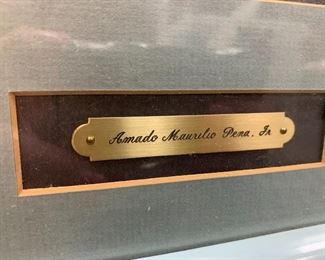 Amado Maurilio Pena, Jr